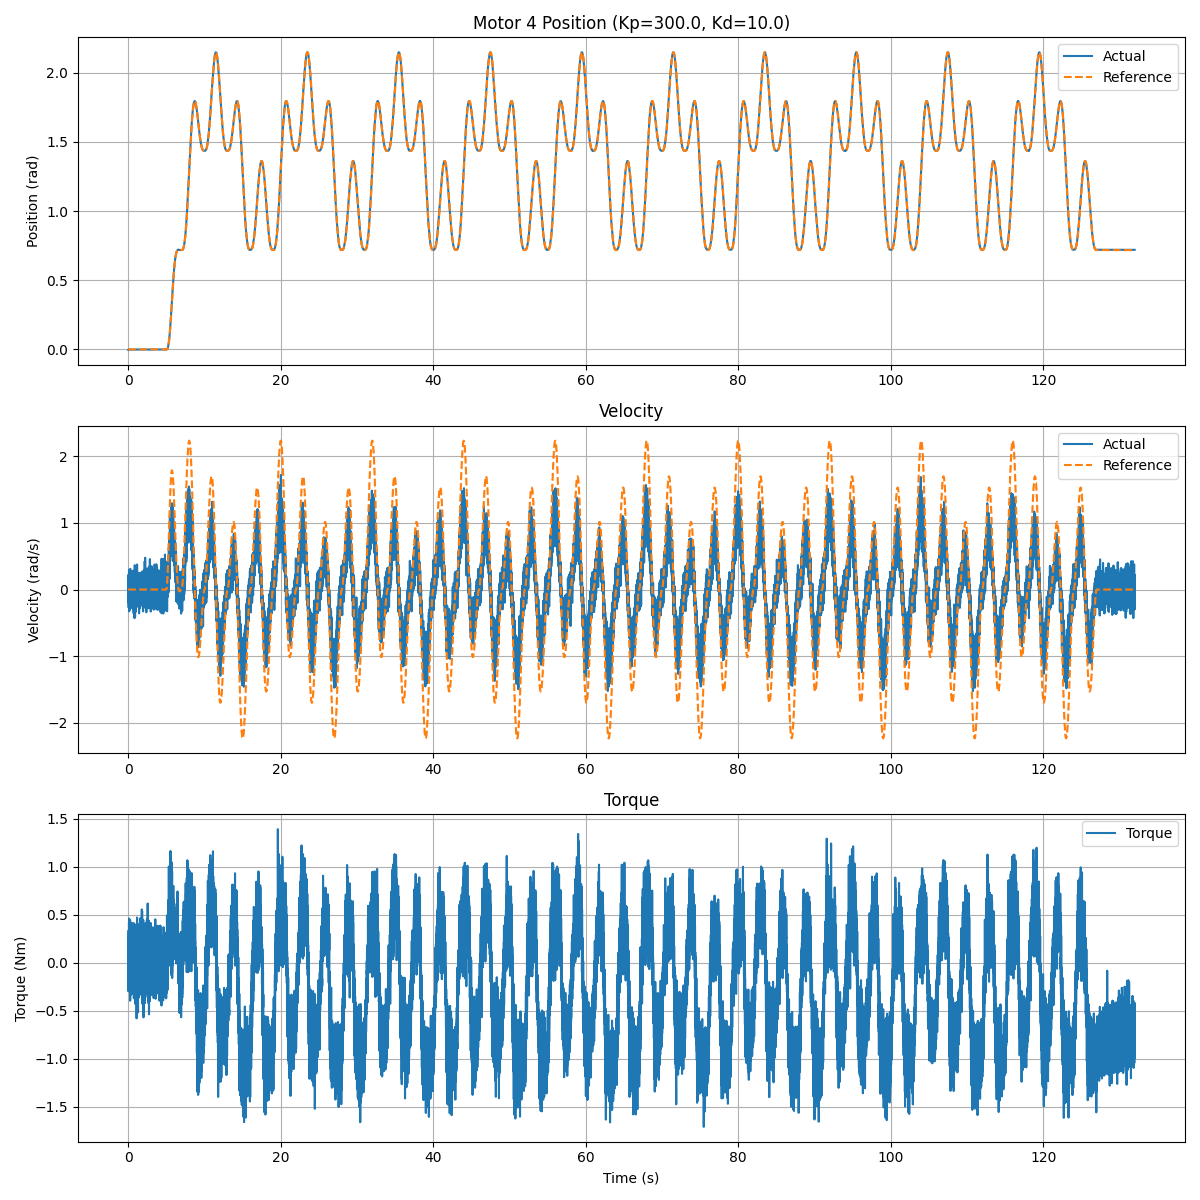 Motor 4 Position (Kp=300.0, Kd=10.0)
Actual
Reference
Position (rad)
2.0
1.5
1.0
0.5
0.0
0 20 40 60 80 100 120
Velocity
Actual
Reference
Velocity (rad/s)
2
1
0
−1
−2
0 20 40 60 80 100 120
Torque
Torque
Torque (Nm)
1.5
1.0
0.5
0.0
−0.5
−1.0
−1.5
0 20 40 60 80 100 120
Time (s)